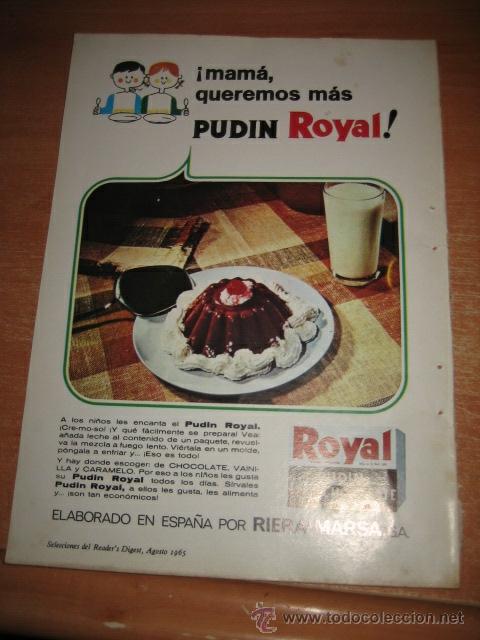 ¡mamá,
queremos más
PUDIN Royal!
A los niños les encanta el Pudin Royal.
¡Cre-mo-so! ¡Y qué fácilmente se prepara! Vea:
añada leche al contenido de un paquete, revuel-
va la mezcla a fuego lento. Viértala en un molde,
póngala a enfriar y... ¡Eso es todo!
Y hay donde escoger: de CHOCOLATE, VAINI-
LLA y CARAMELO. Por eso a los niños les gusta
su Pudin Royal todos los días. Sírvales
Pudin Royal, a ellos les gusta, les alimenta
y... ¡son tan económicos!
Royal
ELABORADO EN ESPAÑA POR RIERA MARSA, S.A.
Selecciones del Reader's Digest, Agosto 1965
todocoleccion.net
www.todocoleccion.net